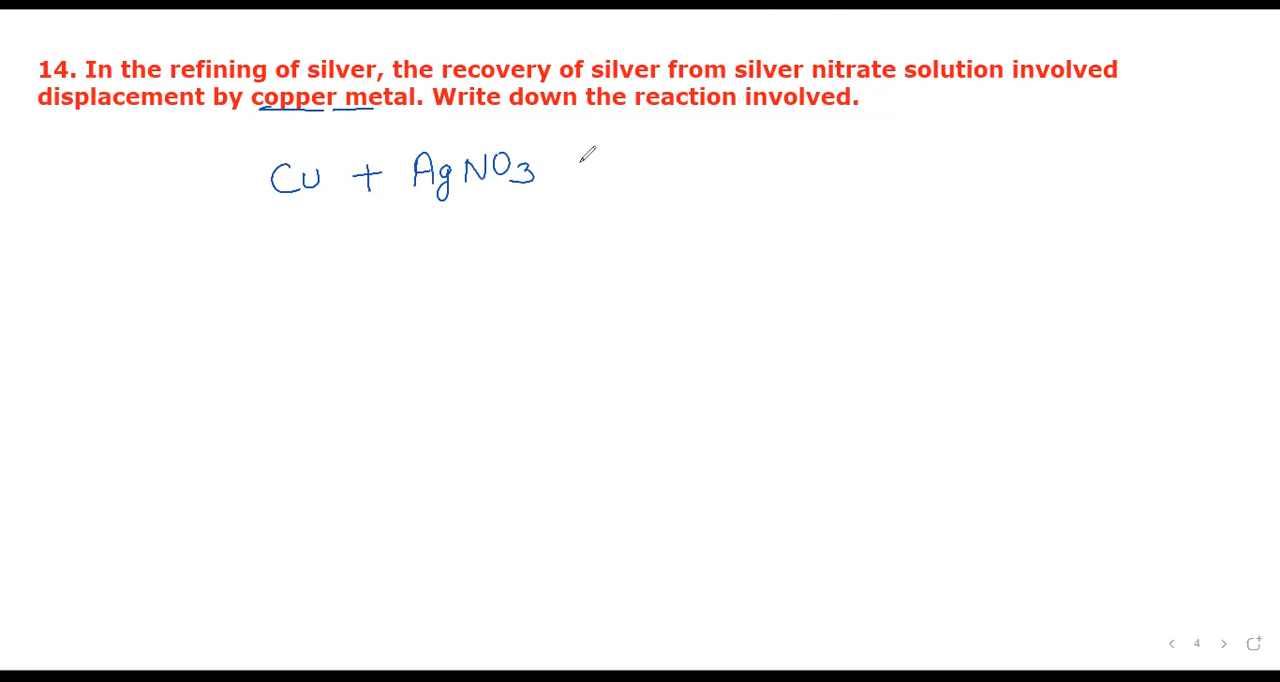 14. In the refining of silver, the recovery of silver from silver nitrate solution involved
displacement by copper metal. Write down the reaction involved.
Cu + AgNO3
4